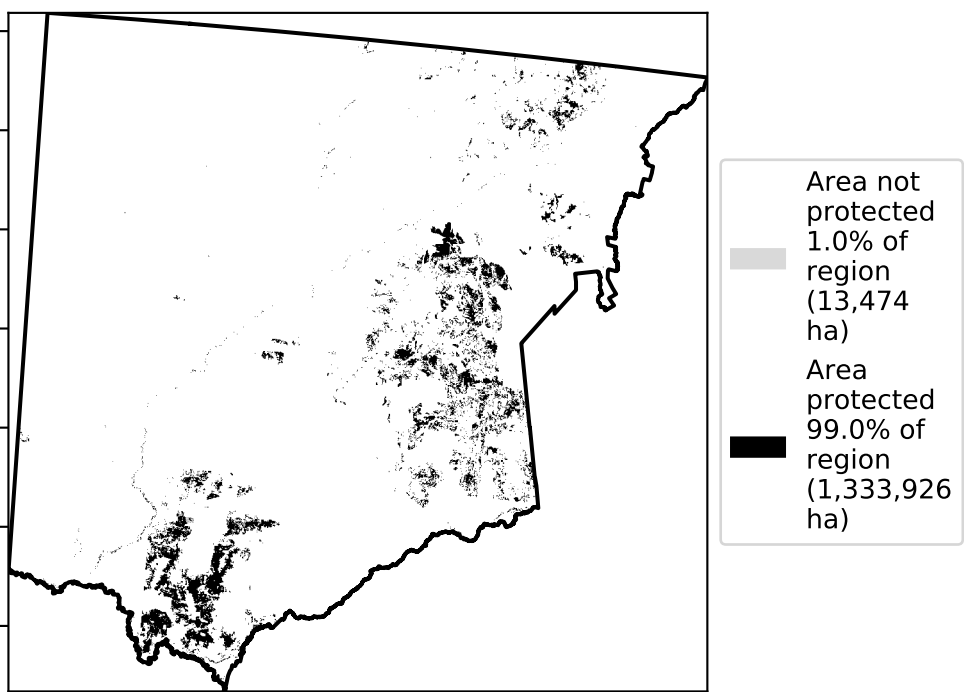 Area not
protected
1.0% of
region
(13,474
ha)
Area
protected
99.0% of
region
(1,333,926
ha)